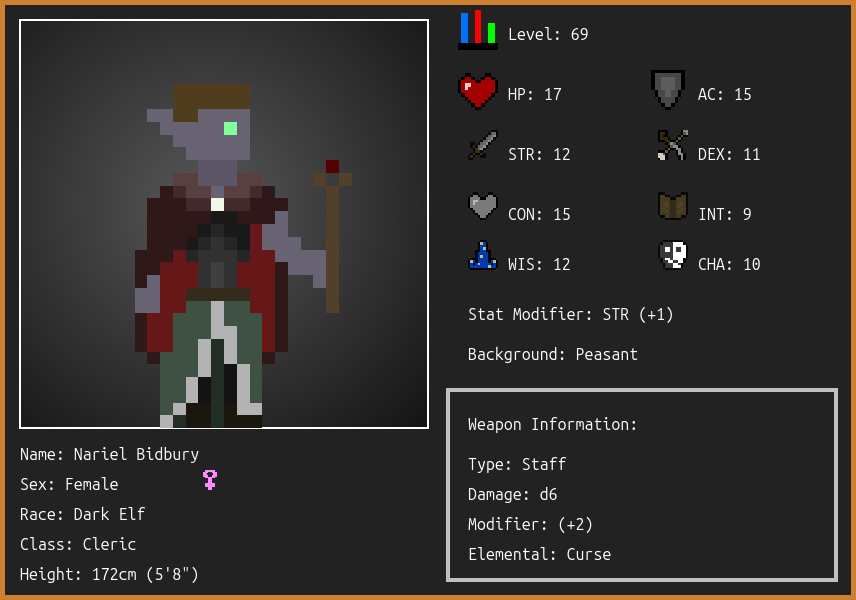 Level: 69
HP: 17
AC: 15
STR: 12
DEX: 11
CON: 15
INT: 9
WIS: 12
CHA: 10
Stat Modifier: STR (+1)
Background: Peasant
Weapon Information:
Type: Staff
Damage: d6
Modifier: (+2)
Elemental: Curse
Name: Nariel Bidbury
Sex: Female
Race: Dark Elf
Class: Cleric
Height: 172cm (5'8")